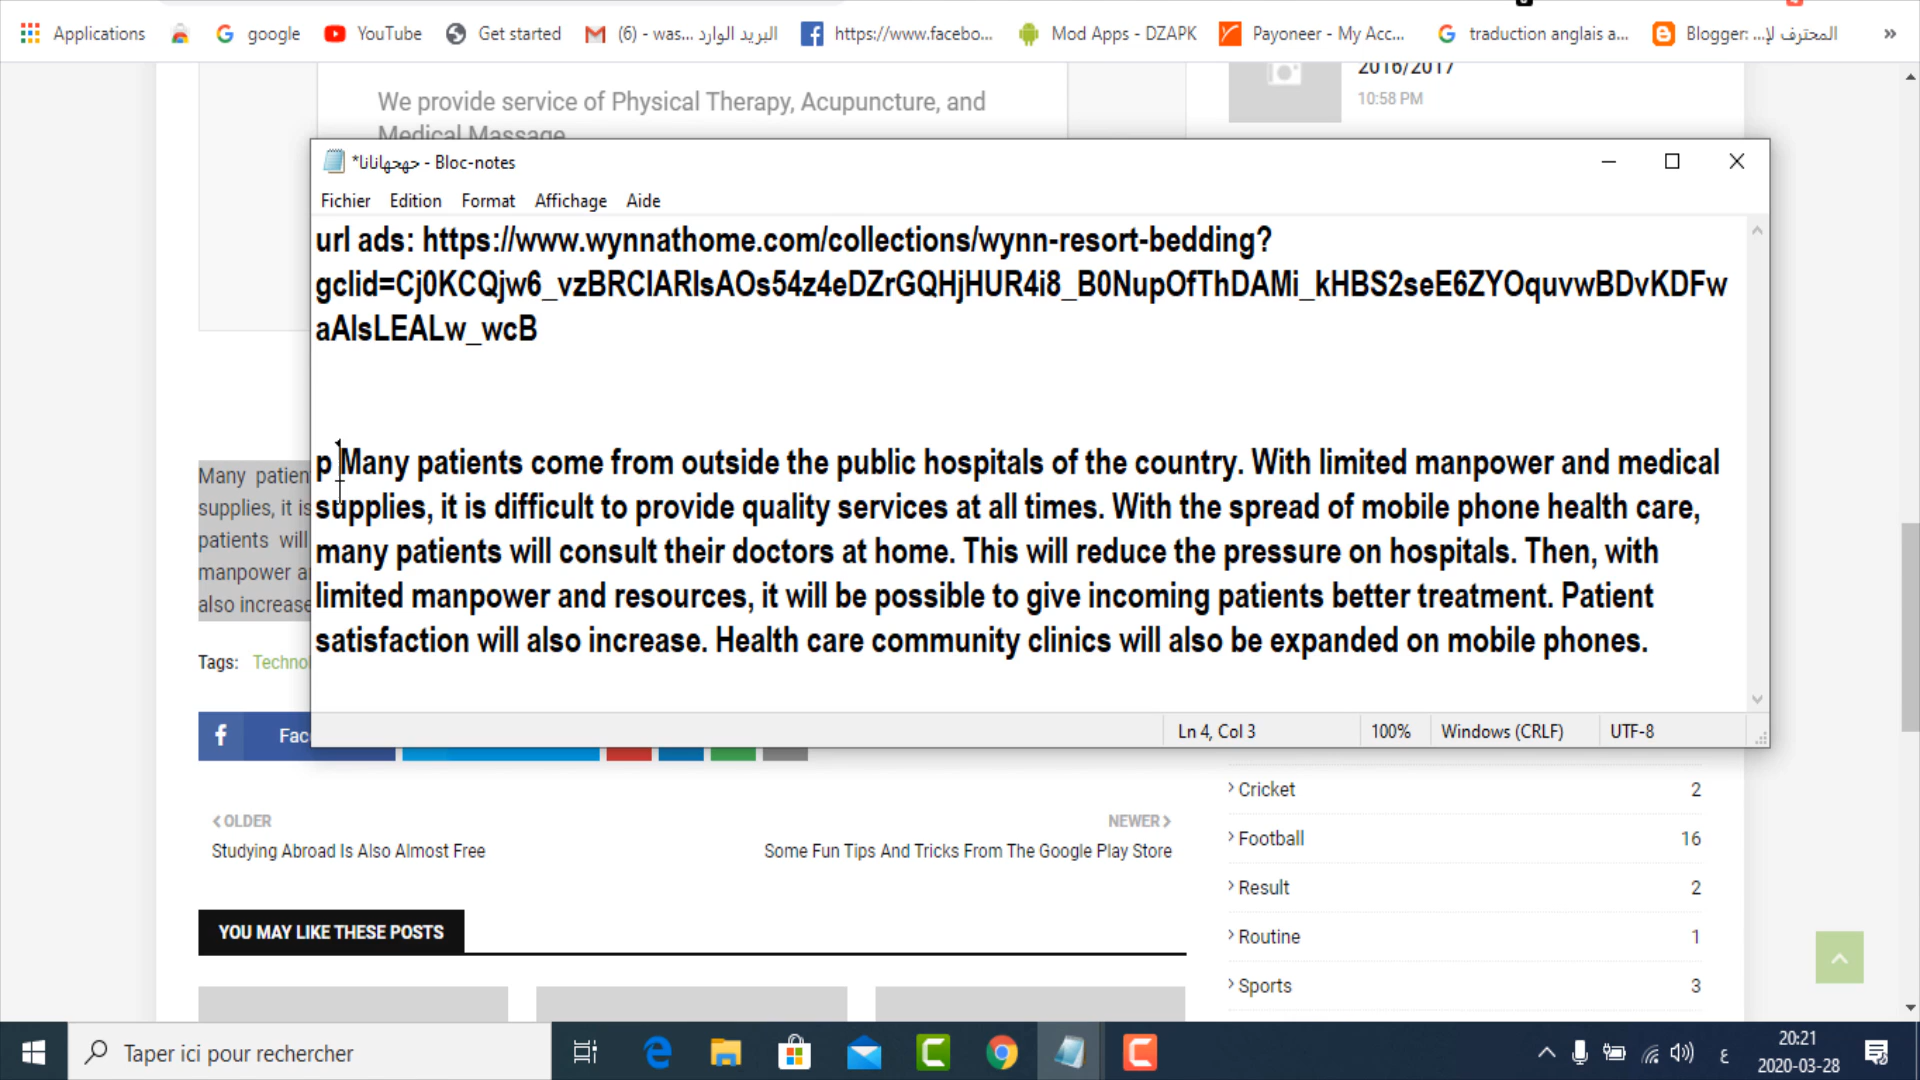 Applications
google
YouTube
Get started
(6) - was... البريد الوارد
https://www.facebo...
Mod Apps - DZAPK
Payoneer - My Acc...
traduction anglais a...
Blogger: ...المحترف لإ
»
2016/2017
10:58 PM
We provide service of Physical Therapy, Acupuncture, and
Medical Massage
*حهجهانانا - Bloc-notes
Fichier Edition Format Affichage Aide
url ads: https://www.wynnathome.com/collections/wynn-resort-bedding?
gclid=Cj0KCQjw6_vzBRCIARIsAOs54z4eDZrGQHjHUR4i8_B0NupOfThDAMi_kHBS2seE6ZYOquvwBDvKDFw
aAIsLEALw_wcB
p Many patients come from outside the public hospitals of the country. With limited manpower and medical
supplies, it is difficult to provide quality services at all times. With the spread of mobile phone health care,
many patients will consult their doctors at home. This will reduce the pressure on hospitals. Then, with
limited manpower and resources, it will be possible to give incoming patients better treatment. Patient
satisfaction will also increase. Health care community clinics will also be expanded on mobile phones.
Ln 4, Col 3
100%
Windows (CRLF)
UTF-8
Many patien
supplies, it is
patients will
manpower a
also increase
Tags: Techno
Fac
OLDER
Studying Abroad Is Also Almost Free
NEWER
Some Fun Tips And Tricks From The Google Play Store
YOU MAY LIKE THESE POSTS
Cricket 2
Football 16
Result 2
Routine 1
Sports 3
Taper ici pour rechercher
ع
20:21
2020-03-28